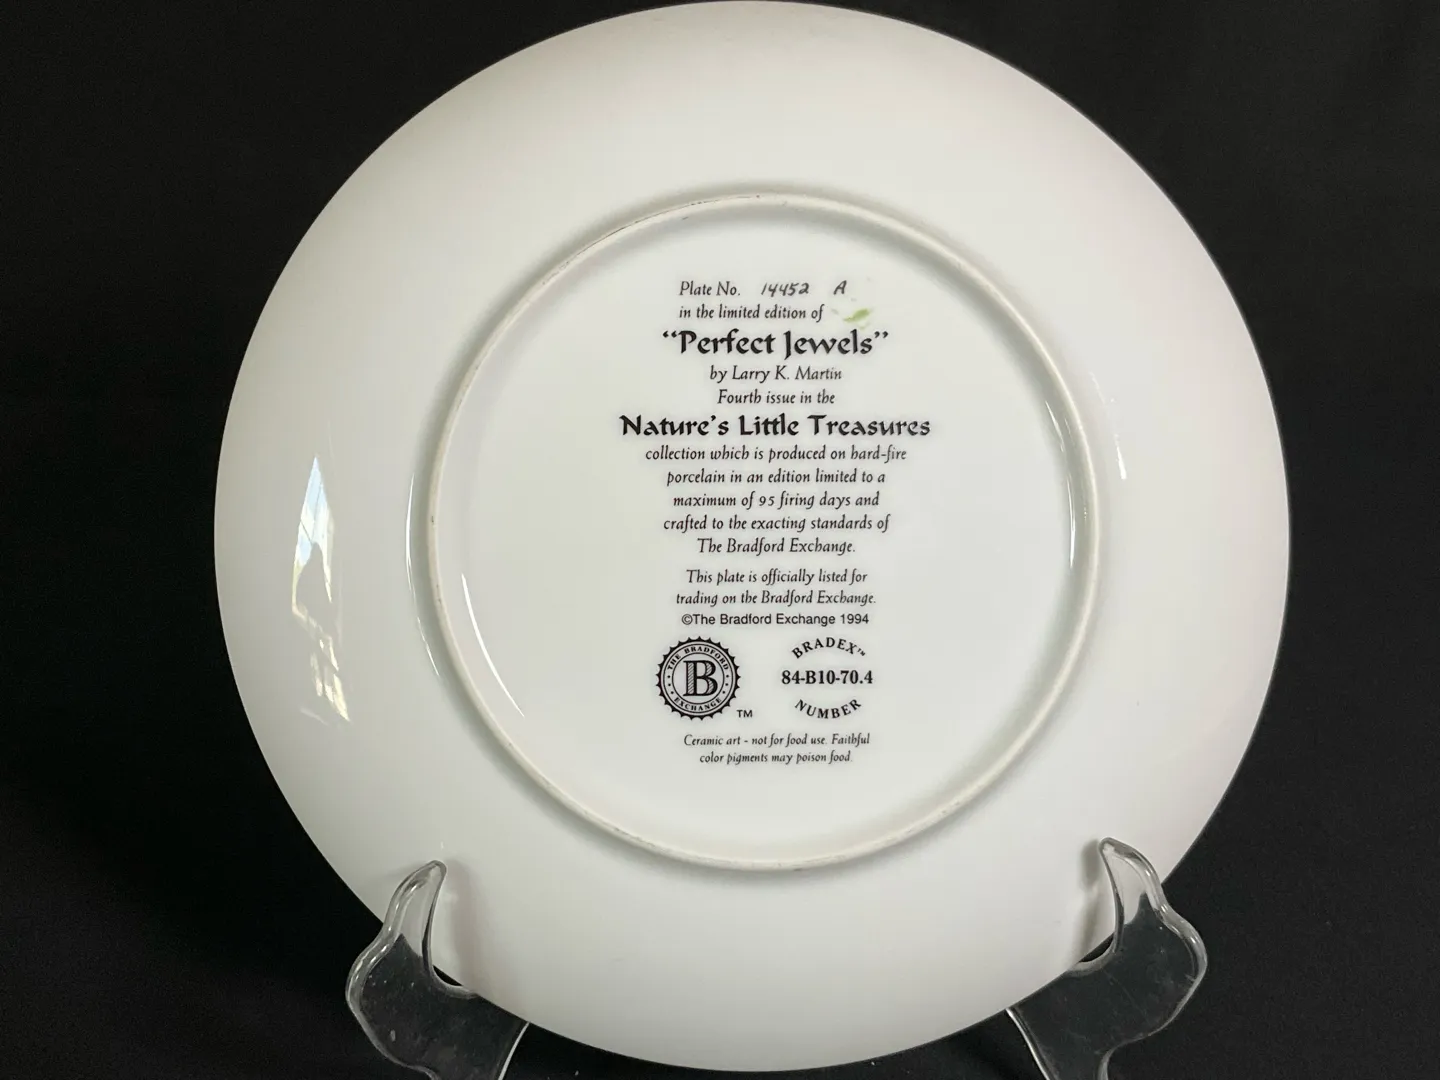 Plate No. 14452 A
in the limited edition of
“Perfect Jewels”
by Larry K. Martin
Fourth issue in the
Nature's Little Treasures
collection which is produced on hard-fire
porcelain in an edition limited to a
maximum of 95 firing days and
crafted to the exacting standards of
The Bradford Exchange.
This plate is officially listed for
trading on the Bradford Exchange.
©The Bradford Exchange 1994
THE BRADFORD
B
EXCHANGE
TM
BRADEX™
84-B10-70.4
NUMBER
Ceramic art - not for food use. Faithful
color pigments may poison food.